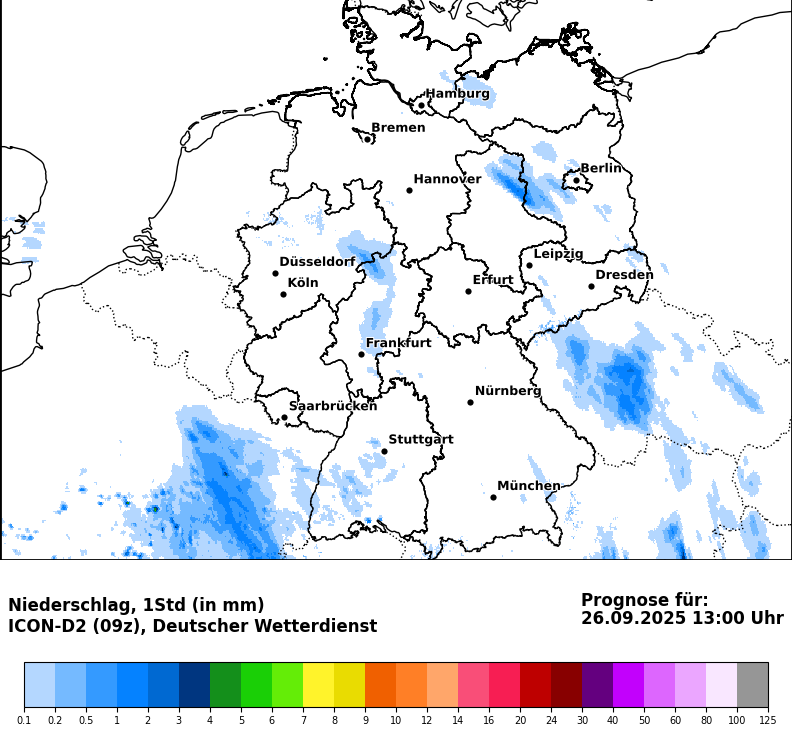 Hamburg
Bremen
Berlin
Hannover
Leipzig
Düsseldorf
Dresden
Köln
Erfurt
Frankfurt
Nürnberg
Saarbrücken
Stuttgart
München
Niederschlag, 1Std (in mm)
ICON-D2 (09z), Deutscher Wetterdienst
Prognose für:
26.09.2025 13:00 Uhr
0.1 0.2 0.5 1 2 3 4 5 6 7 8 9 10 12 14 16 20 24 30 40 50 60 80 100 125